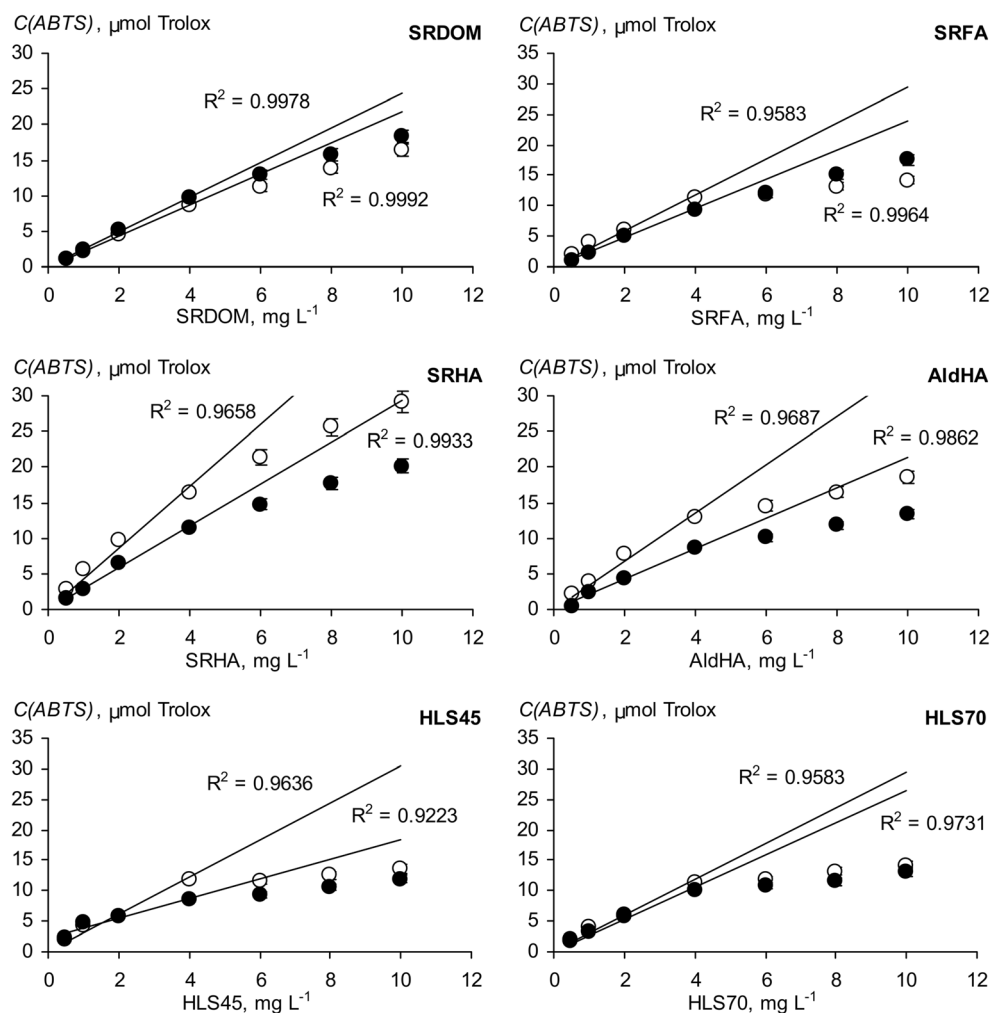 C(ABTS), µmol Trolox
SRDOM
30
25
20
15
10
5
0
R² = 0.9978
R² = 0.9992
0 2 4 6 8 10 12
SRDOM, mg L⁻¹
C(ABTS), µmol Trolox
SRFA
35
30
25
20
15
10
5
0
R² = 0.9583
R² = 0.9964
0 2 4 6 8 10 12
SRFA, mg L⁻¹
C(ABTS), µmol Trolox
SRHA
30
25
20
15
10
5
0
R² = 0.9658
R² = 0.9933
0 2 4 6 8 10 12
SRHA, mg L⁻¹
C(ABTS), µmol Trolox
AldHA
30
25
20
15
10
5
0
R² = 0.9687
R² = 0.9862
0 2 4 6 8 10 12
AldHA, mg L⁻¹
C(ABTS), µmol Trolox
HLS45
35
30
25
20
15
10
5
0
R² = 0.9636
R² = 0.9223
0 2 4 6 8 10 12
HLS45, mg L⁻¹
C(ABTS), µmol Trolox
HLS70
35
30
25
20
15
10
5
0
R² = 0.9583
R² = 0.9731
0 2 4 6 8 10 12
HLS70, mg L⁻¹